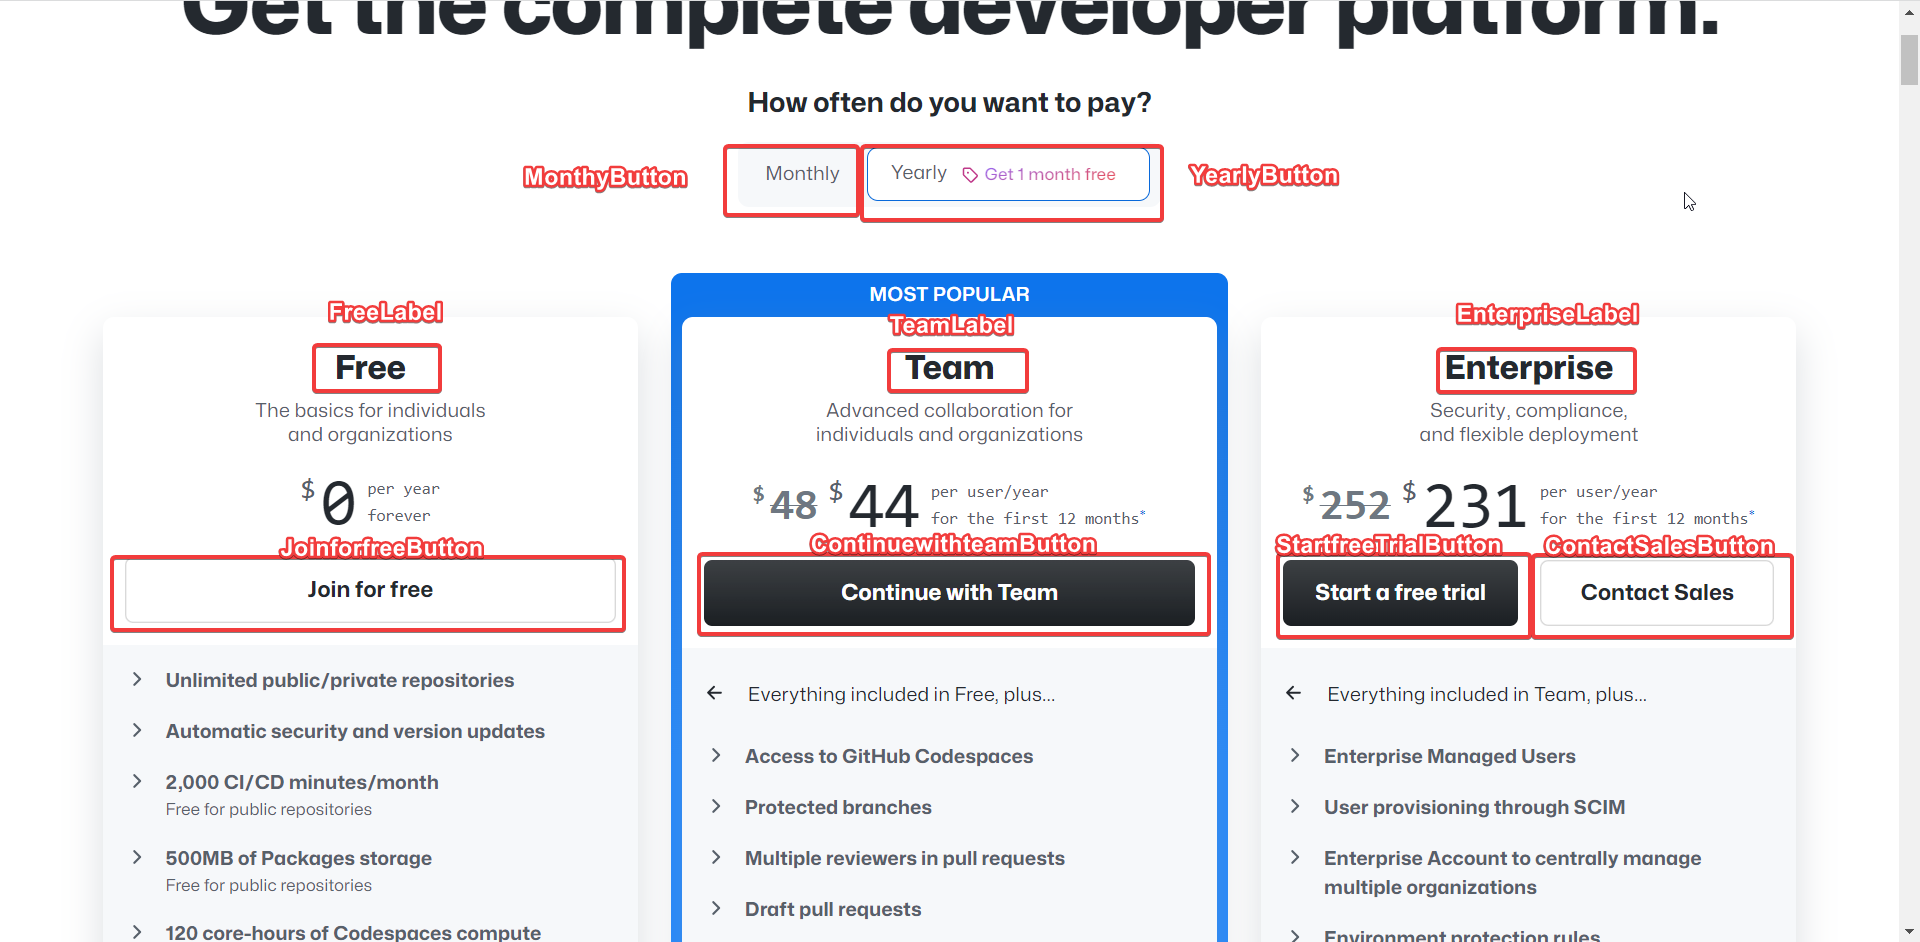 Get the complete developer platform.
How often do you want to pay?
MonthyButton
Monthly
Yearly Get 1 month free
YearlyButton
FreeLabel
Free
The basics for individuals
and organizations
$0 per year
forever
JoinforfreeButton
Join for free
Unlimited public/private repositories
Automatic security and version updates
2,000 CI/CD minutes/month
Free for public repositories
500MB of Packages storage
Free for public repositories
120 core-hours of Codespaces compute
MOST POPULAR
TeamLabel
Team
Advanced collaboration for
individuals and organizations
$48 $44 per user/year
for the first 12 months*
ContinuewithteamButton
Continue with Team
Everything included in Free, plus...
Access to GitHub Codespaces
Protected branches
Multiple reviewers in pull requests
Draft pull requests
EnterpriseLabel
Enterprise
Security, compliance,
and flexible deployment
$252 $231 per user/year
for the first 12 months*
StartfreeTrialButton
Start a free trial
ContactSalesButton
Contact Sales
Everything included in Team, plus...
Enterprise Managed Users
User provisioning through SCIM
Enterprise Account to centrally manage
multiple organizations
Environment protection rules